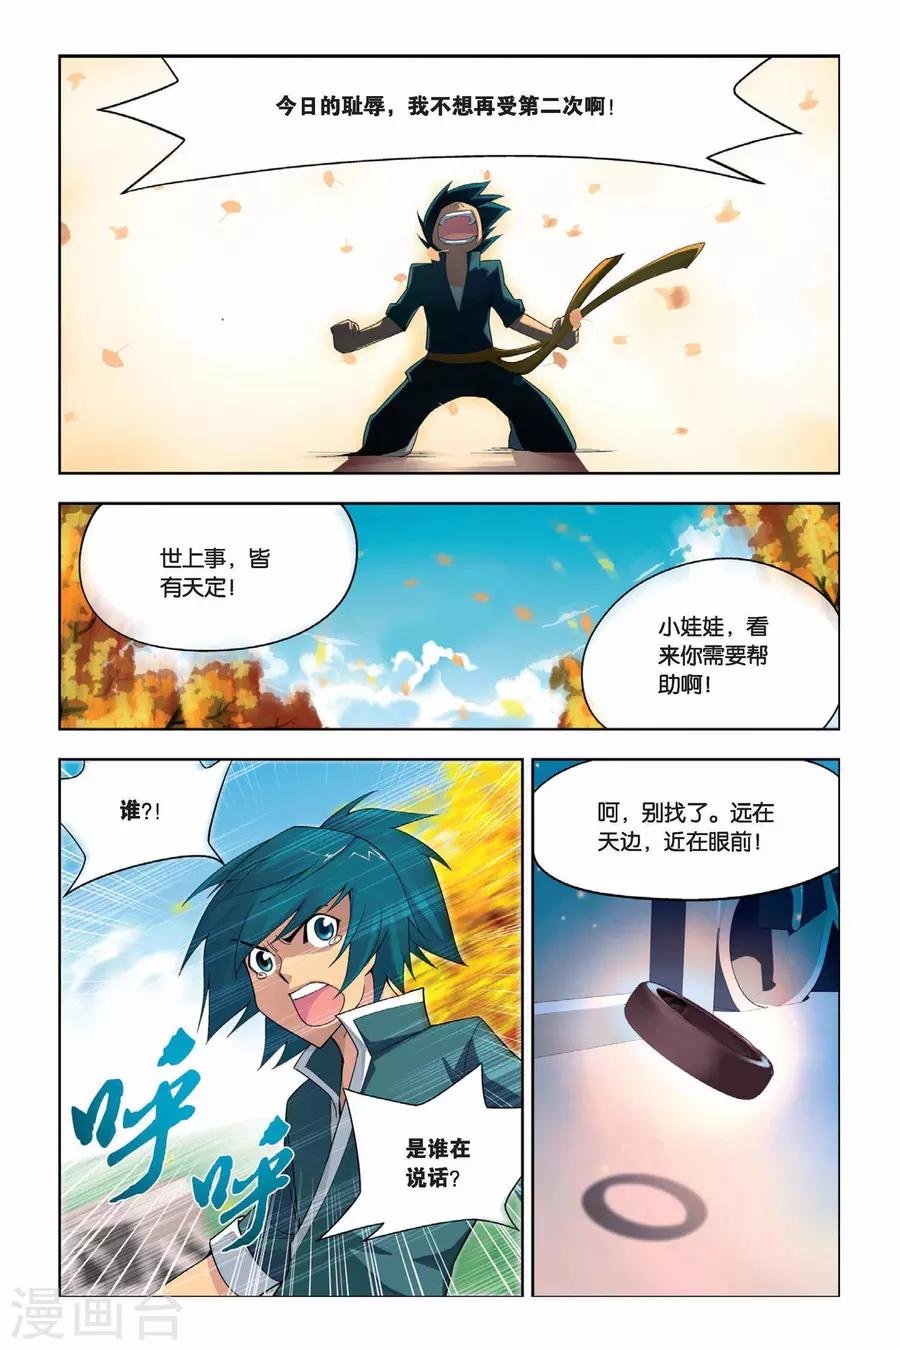 今日的耻辱，我不想再受第二次啊！
世上事，皆
有天定！
小娃娃，看
来你需要帮
助啊！
谁？！
呼
呼
是谁在
说话？
呵，别找了。远在
天边，近在眼前！
漫画台